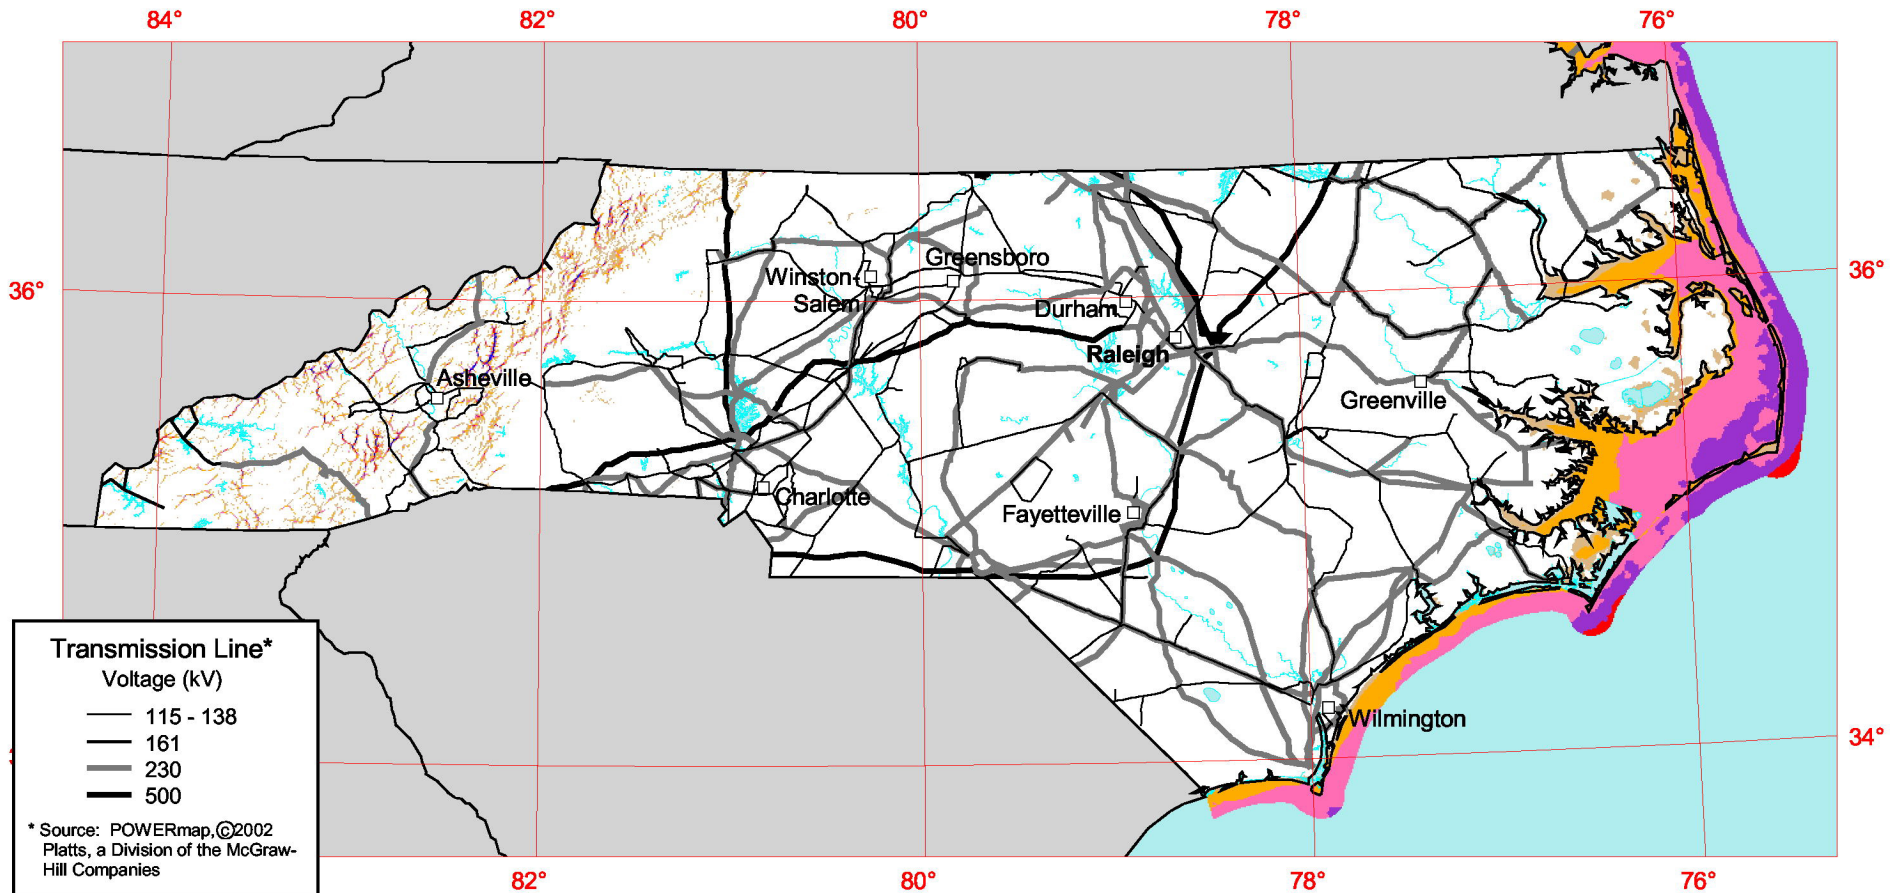 84°
82°
80°
78°
76°
36°
36°
Winston-
Salem
Greensboro
Durham
Raleigh
Asheville
Greenville
Charlotte
Fayetteville
Wilmington
34°
Transmission Line*
Voltage (kV)
115 - 138
161
230
500
* Source: POWERmap, ©2002
Platts, a Division of the McGraw-
Hill Companies
82°
80°
78°
76°